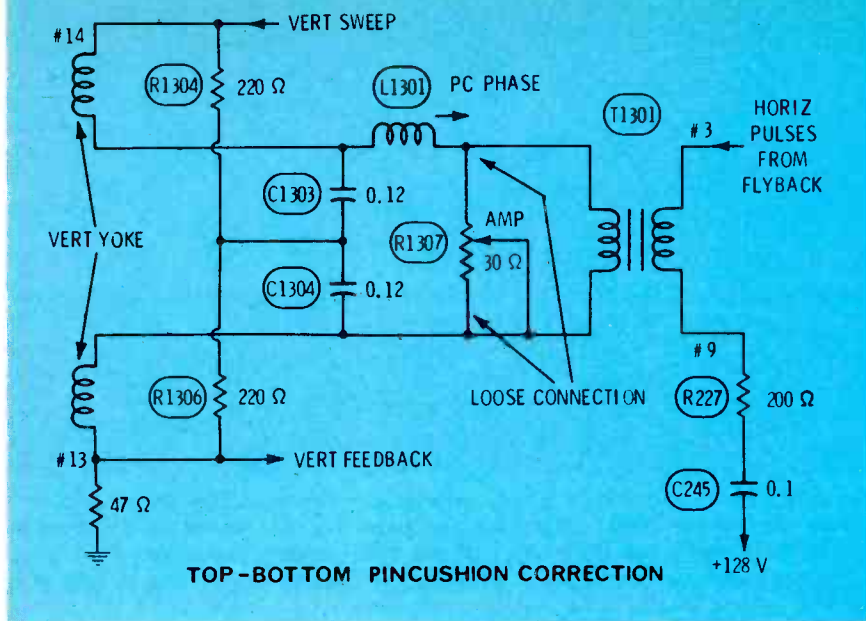 #14
VERT SWEEP
R1304
220 Ω
L1301
PC PHASE
T1301
#3
HORIZ
PULSES
FROM
FLYBACK
C1303
0.12
AMP
R1307
30 Ω
VERT YOKE
C1304
0.12
#9
R1306
220 Ω
LOOSE CONNECTION
R227
200 Ω
#13
VERT FEEDBACK
47 Ω
C245
0.1
TOP-BOTTOM PINCUSHION CORRECTION
+128 V